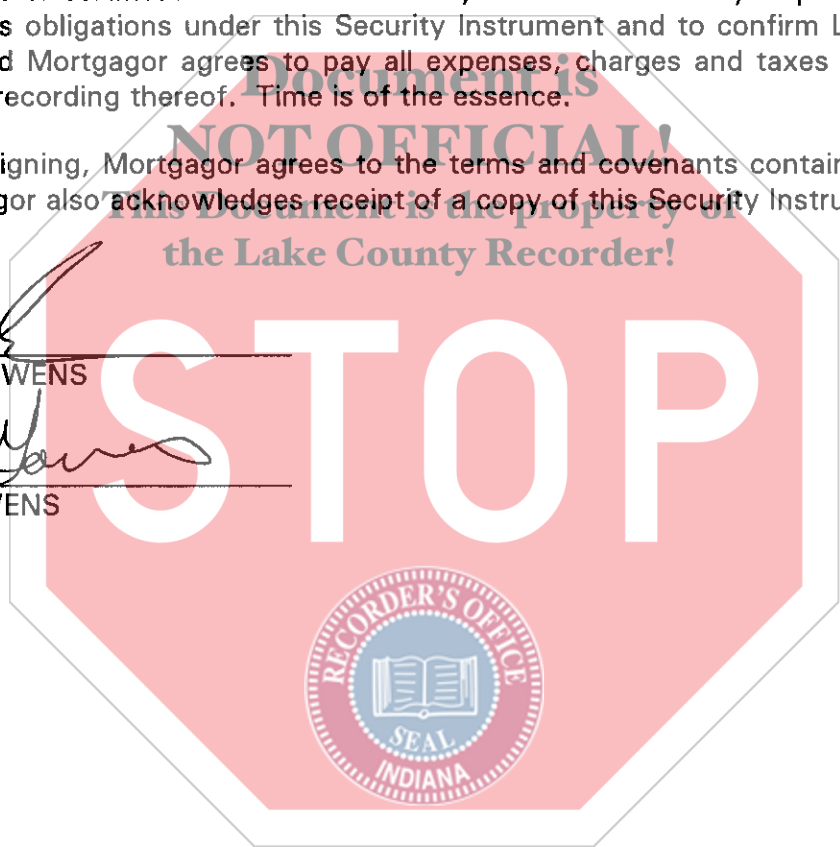 s obligations under this Security Instrument and to confirm L
d Mortgagor agrees to pay all expenses, charges and taxes
Document is
ecording thereof. Time is of the essence.
NOT OFFICIAL!
igning, Mortgagor agrees to the terms and covenants contain
This Document is the property of
gor also acknowledges receipt of a copy of this Security Instru
the Lake County Recorder!
WENS
ENS
STOP
RECORDER'S OFFICE
SEAL
INDIANA